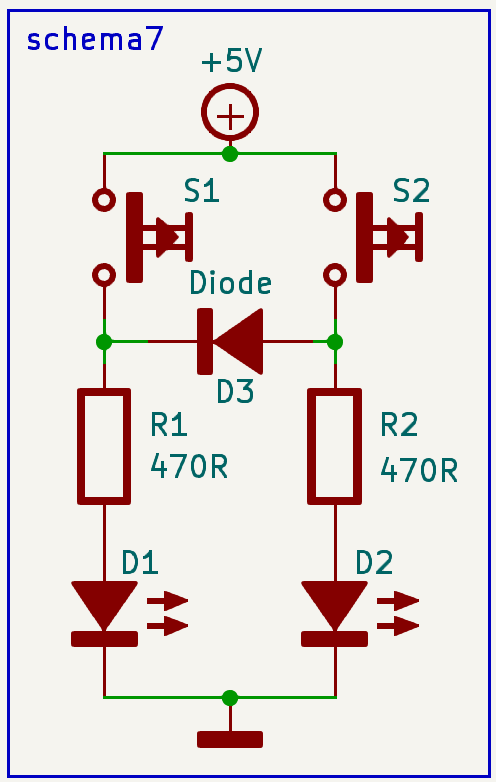 schema7
+5V
S1
S2
Diode
D3
R1
470R
R2
470R
D1
D2